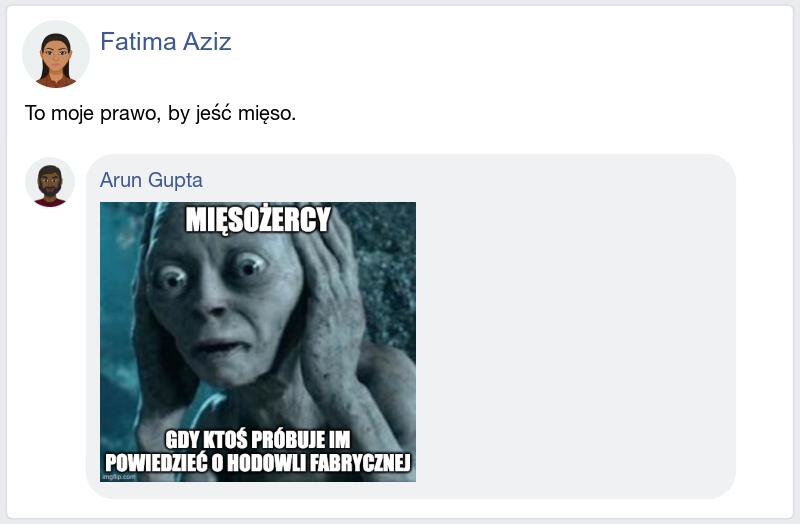 Fatima Aziz
To moje prawo, by jeść mięso.
Arun Gupta
MIĘSOŻERCY
GDY KTOŚ PRÓBUJE IM
POWIEDZIEĆ O HODOWLI FABRYCZNEJ
imgflip.com